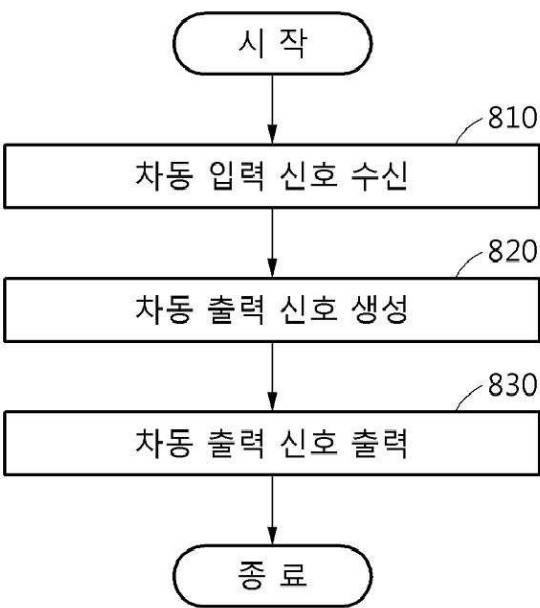 시 작
810
차동 입력 신호 수신
820
차동 출력 신호 생성
830
차동 출력 신호 출력
종 료